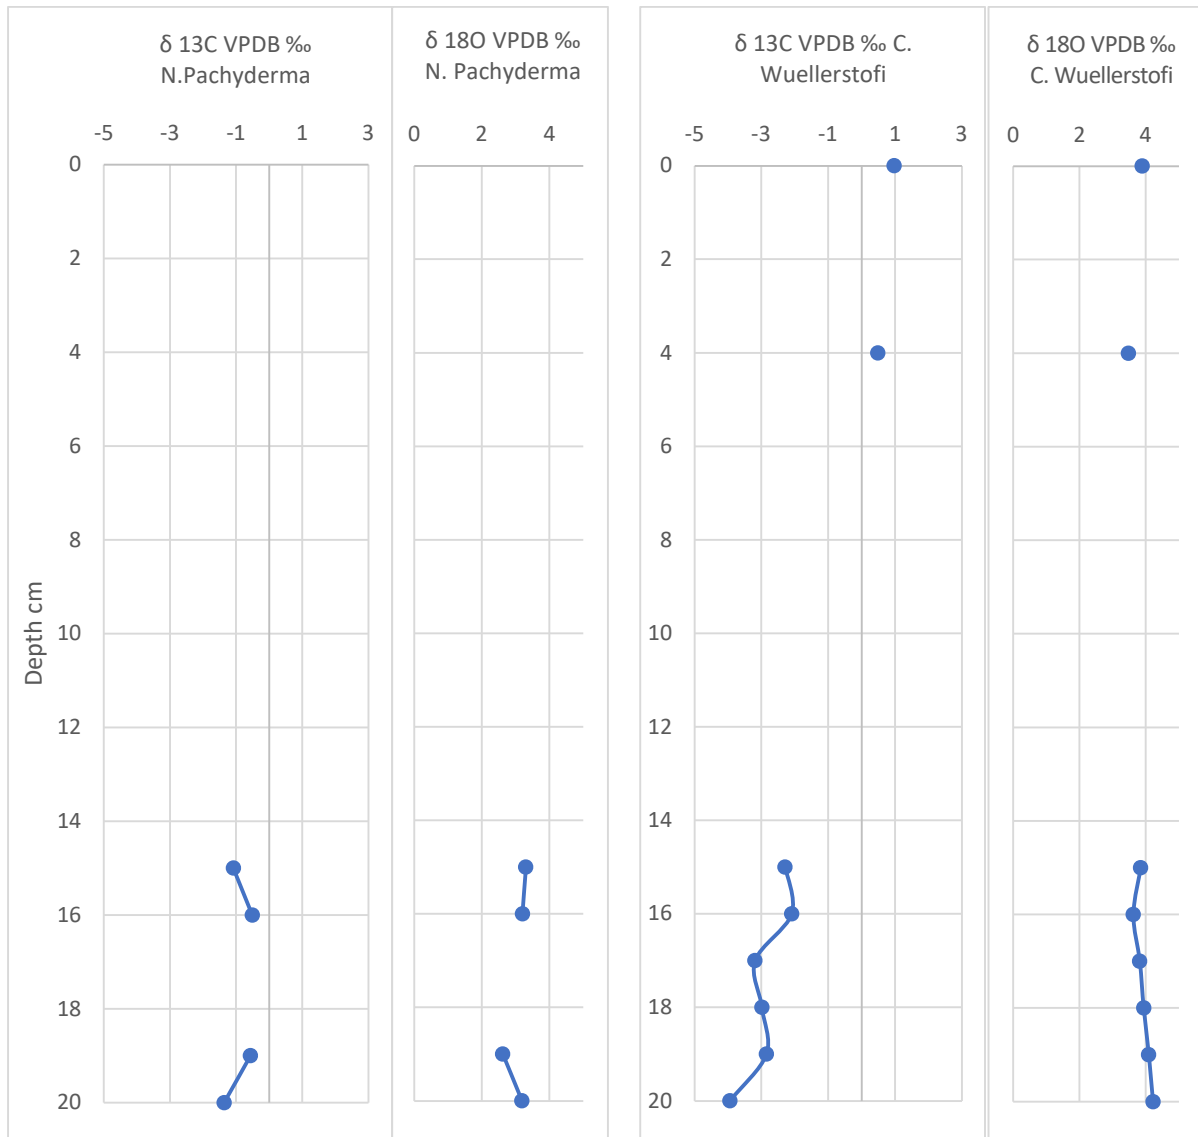 δ 13C VPDB ‰
N.Pachyderma
-5 -3 -1 1 3
0
2
4
6
8
10
12
14
16
18
20
Depth cm
δ 18O VPDB ‰
N. Pachyderma
0 2 4
δ 13C VPDB ‰ C.
Wuellerstofi
-5 -3 -1 1 3
0
2
4
6
8
10
12
14
16
18
20
δ 18O VPDB ‰
C. Wuellerstofi
0 2 4